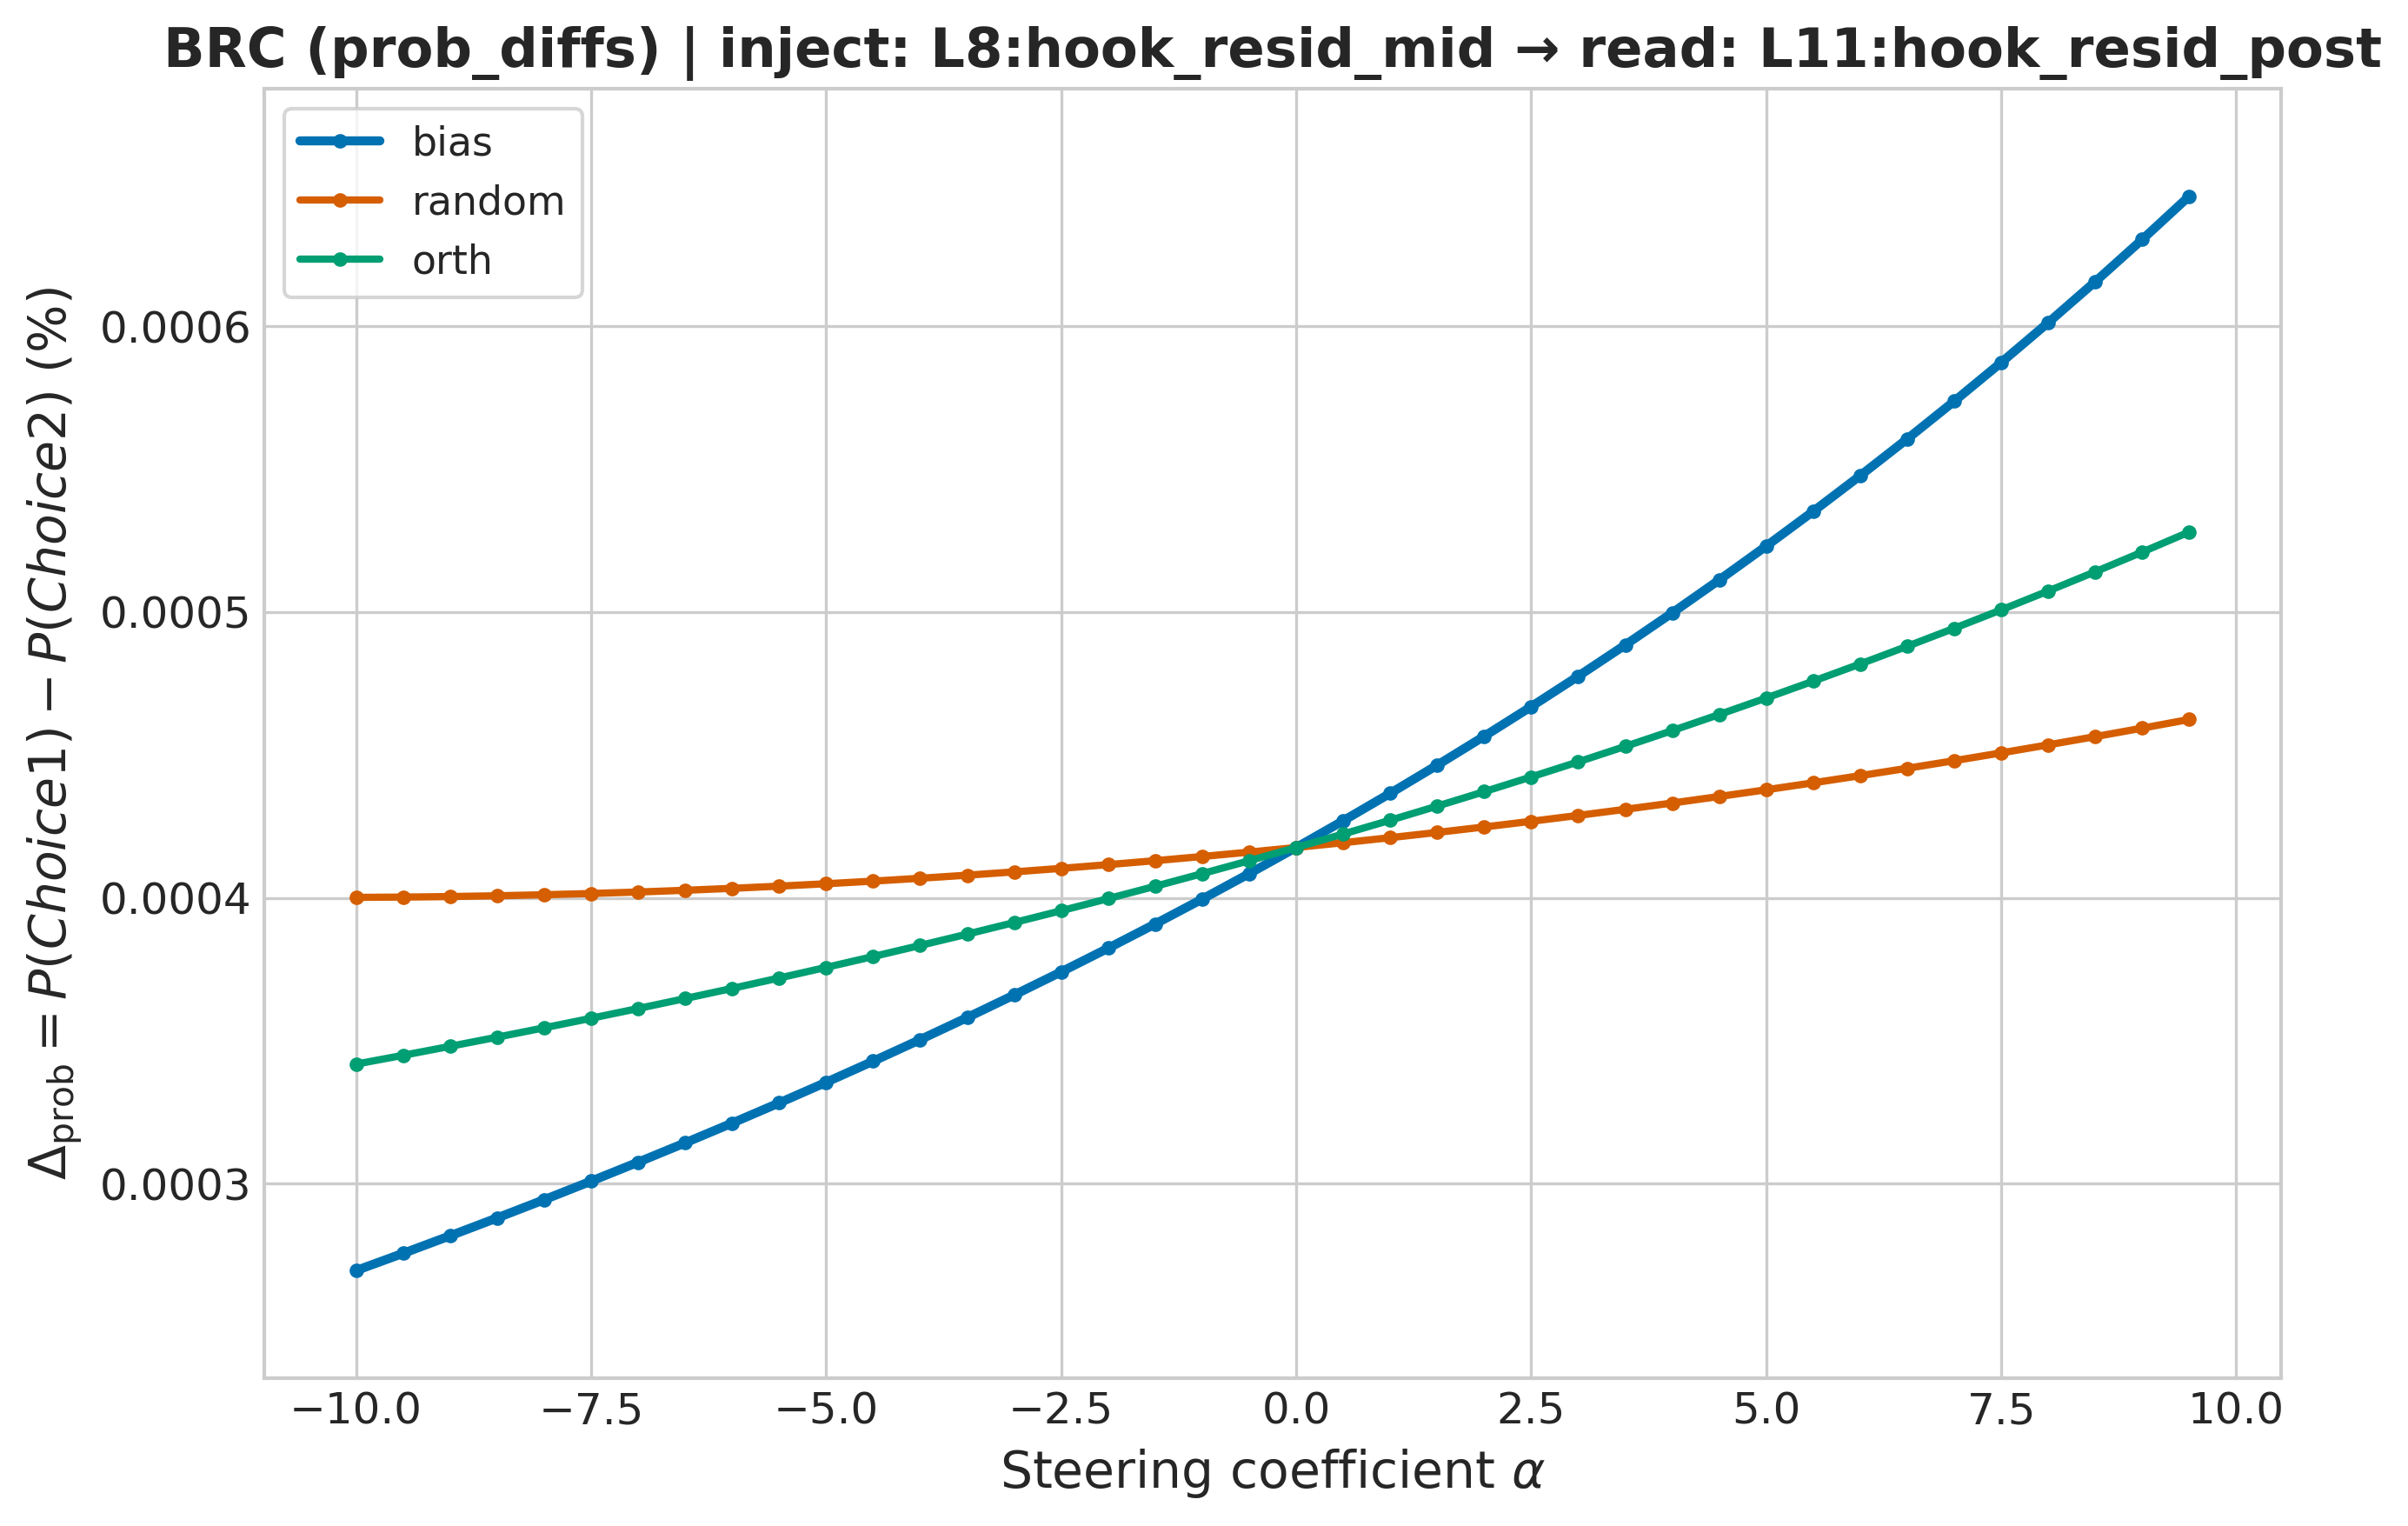 BRC (prob_diffs) | inject: L8:hook_resid_mid → read: L11:hook_resid_post
bias
random
orth
Δprob = P(Choice1) − P(Choice2) (%)
0.0006
0.0005
0.0004
0.0003
−10.0 −7.5 −5.0 −2.5 0.0 2.5 5.0 7.5 10.0
Steering coefficient α